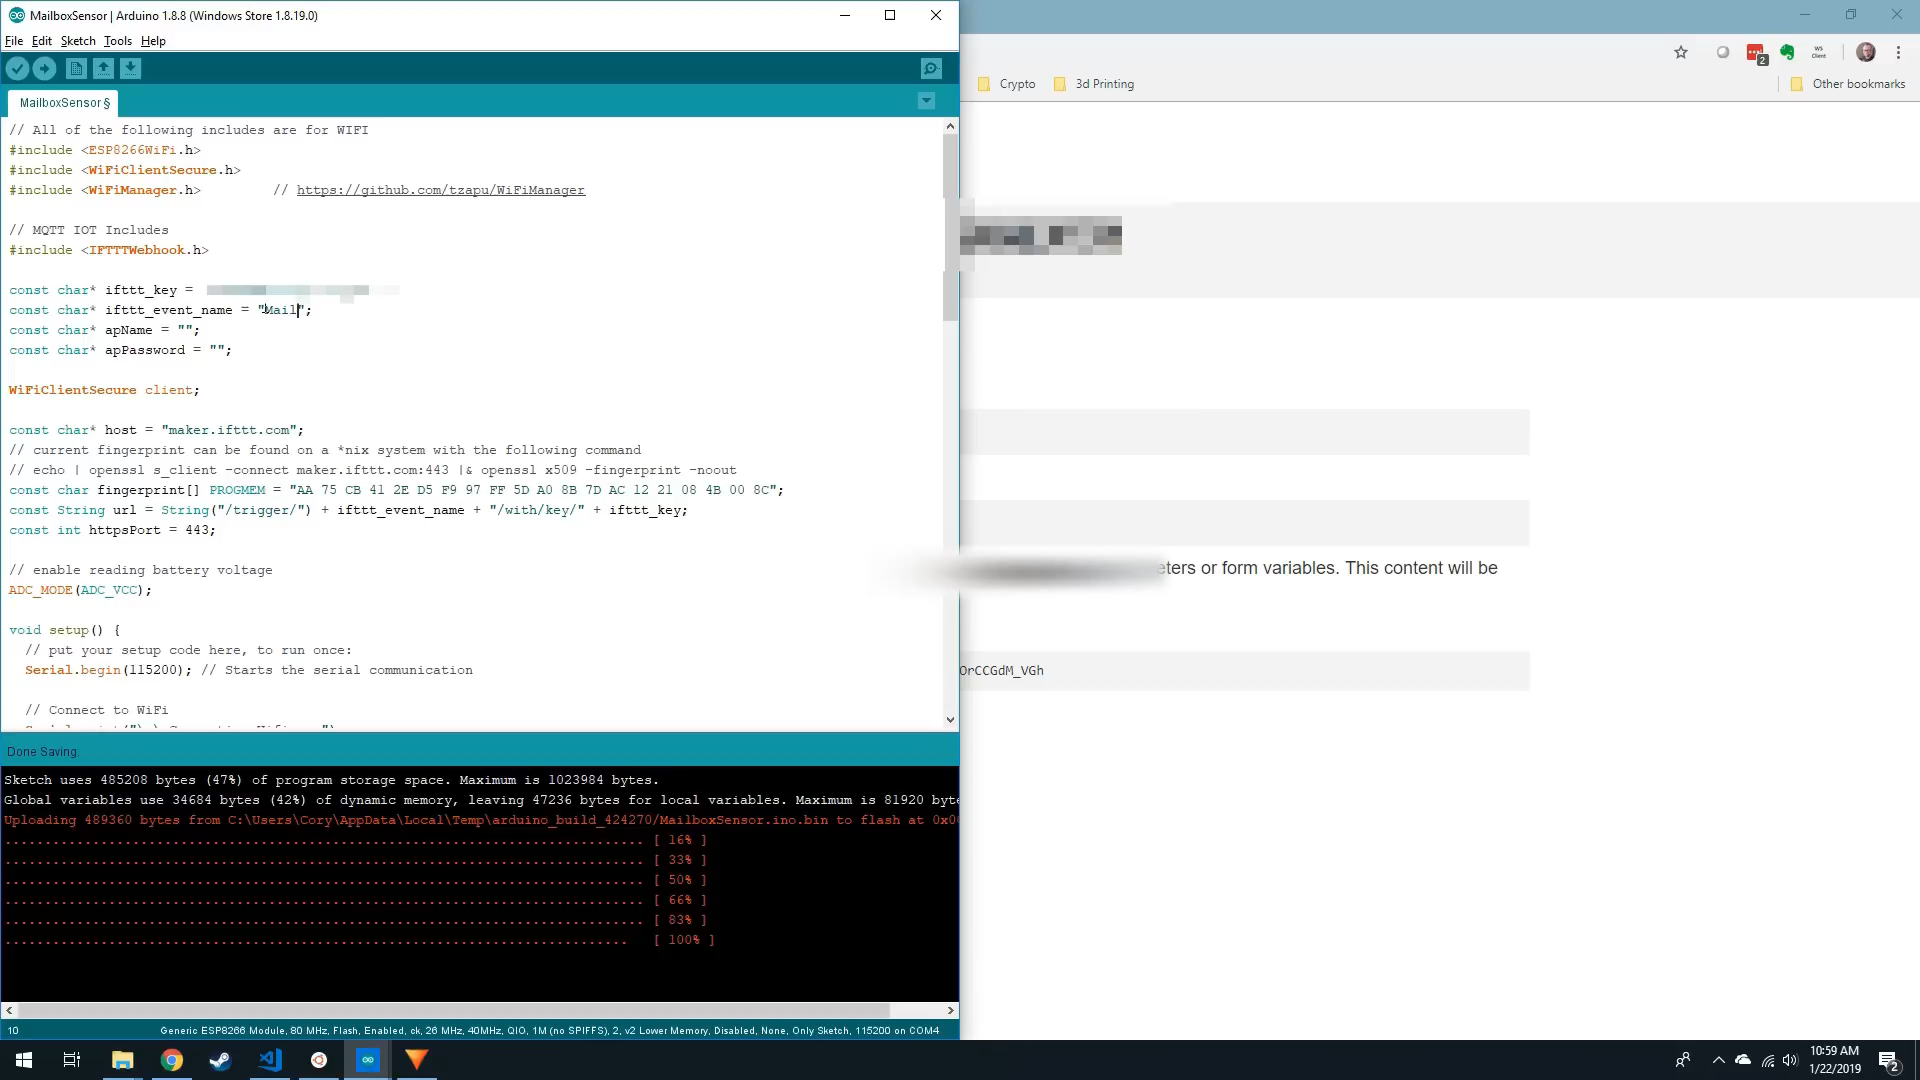 MailboxSensor | Arduino 1.8.8 (Windows Store 1.8.19.0)
File Edit Sketch Tools Help
MailboxSensor §
// All of the following includes are for WIFI
#include <ESP8266WiFi.h>
#include <WiFiClientSecure.h>
#include <WiFiManager.h> // https://github.com/tzapu/WiFiManager
// MQTT IOT Includes
#include <IFTTTWebhook.h>
const char* ifttt_key =
const char* ifttt_event_name = "Mail";
const char* apName = "";
const char* apPassword = "";
WiFiClientSecure client;
const char* host = "maker.ifttt.com";
// current fingerprint can be found on a *nix system with the following command
// echo | openssl s_client -connect maker.ifttt.com:443 |& openssl x509 -fingerprint -noout
const char fingerprint[] PROGMEM = "AA 75 CB 41 2E D5 F9 97 FF 5D A0 8B 7D AC 12 21 08 4B 00 8C";
const String url = String("/trigger/") + ifttt_event_name + "/with/key/" + ifttt_key;
const int httpsPort = 443;
// enable reading battery voltage
ADC_MODE(ADC_VCC);
void setup() {
// put your setup code here, to run once:
Serial.begin(115200); // Starts the serial communication
// Connect to WiFi
Done Saving.
Sketch uses 485208 bytes (47%) of program storage space. Maximum is 1023984 bytes.
Global variables use 34684 bytes (42%) of dynamic memory, leaving 47236 bytes for local variables. Maximum is 81920 byte
Uploading 489360 bytes from C:\Users\Cory\AppData\Local\Temp\arduino_build_424270/MailboxSensor.ino.bin to flash at 0x00
................................................................................ [ 16% ]
................................................................................ [ 33% ]
................................................................................ [ 50% ]
................................................................................ [ 66% ]
................................................................................ [ 83% ]
.............................................................................. [ 100% ]
10 Generic ESP8266 Module, 80 MHz, Flash, Enabled, ck, 26 MHz, 40MHz, QIO, 1M (no SPIFFS), 2, v2 Lower Memory, Disabled, None, Only Sketch, 115200 on COM4
2
WS
Client
Crypto 3d Printing Other bookmarks
eters or form variables. This content will be
OrCCGdM_VGh
10:59 AM
1/22/2019
2